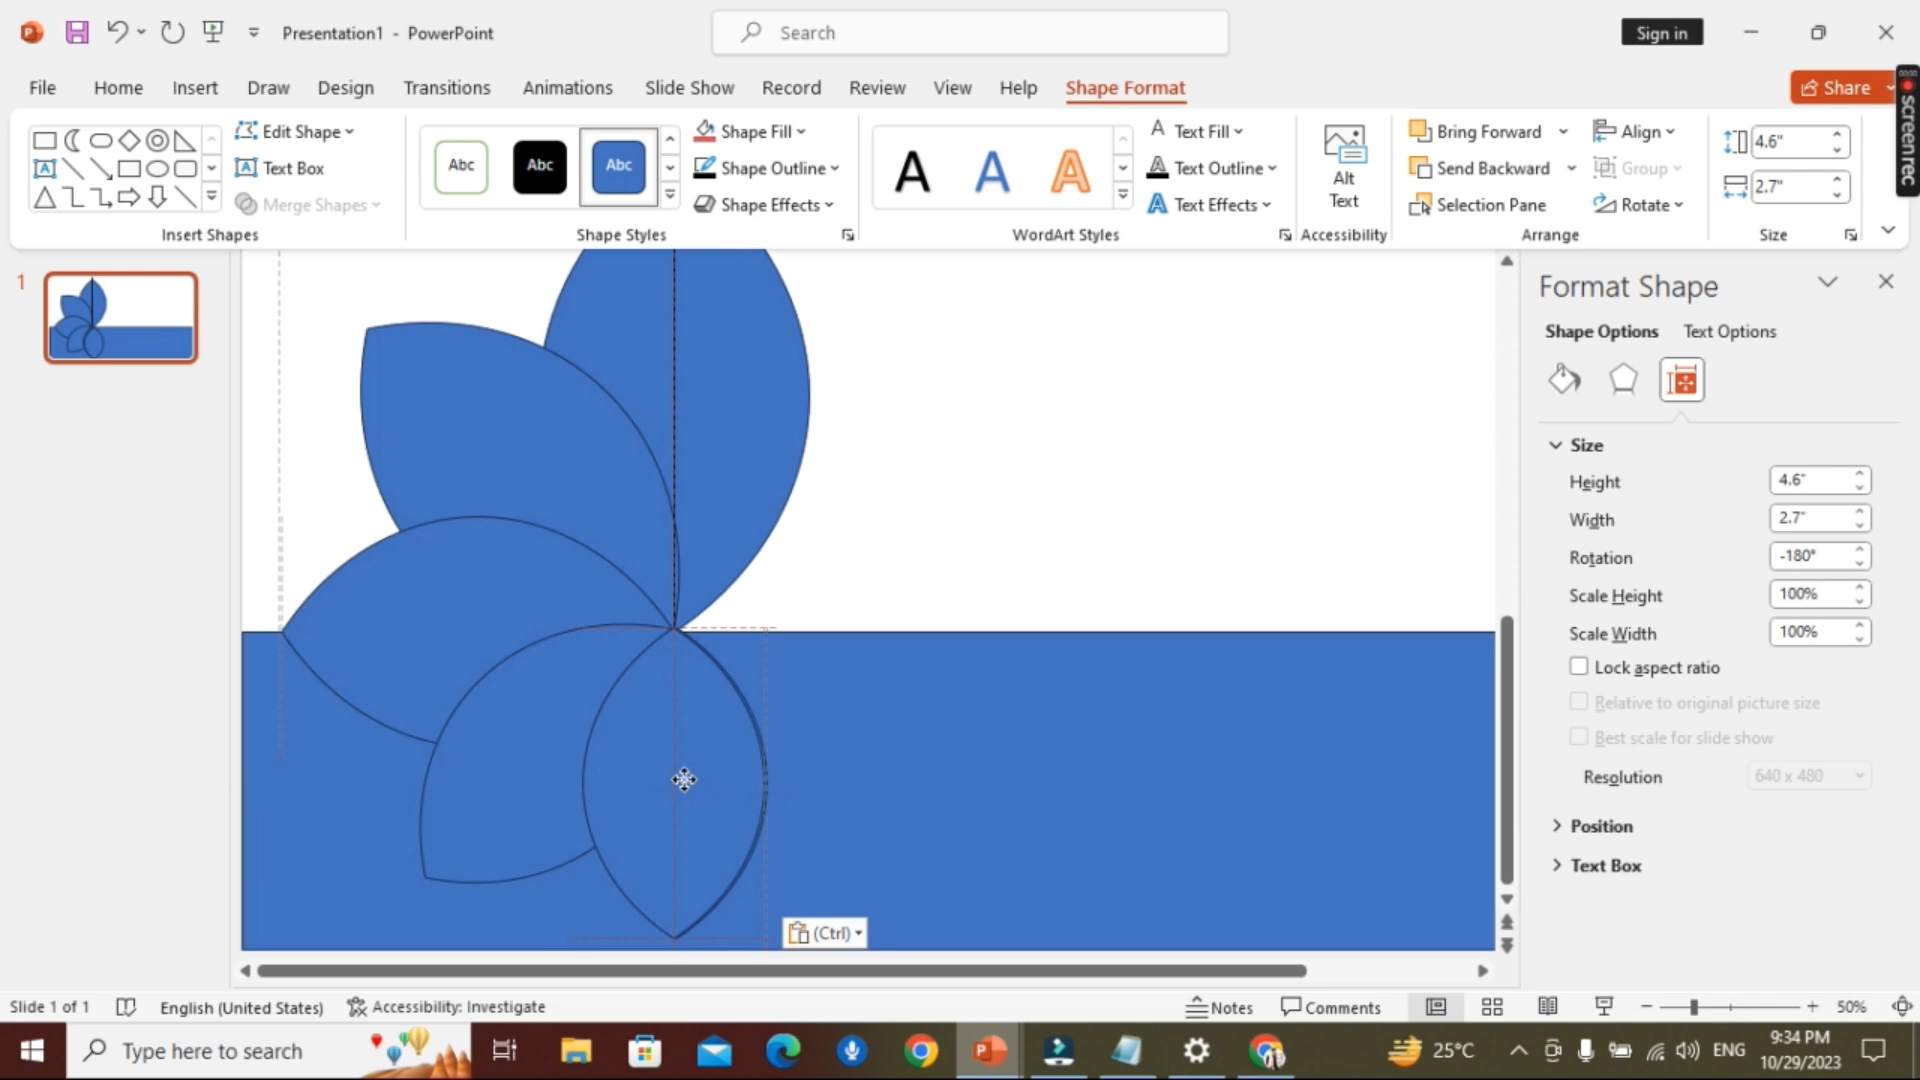 Presentation1 - PowerPoint
Search
Sign in
File Home Insert Draw Design Transitions Animations Slide Show Record Review View Help Shape Format
Share
00:00
screenrec
Edit Shape
Text Box
Merge Shapes
Insert Shapes
Abc Abc Abc
Shape Fill
Shape Outline
Shape Effects
Shape Styles
A A A
A Text Fill
A Text Outline
A Text Effects
WordArt Styles
Alt
Text
Accessibility
Bring Forward
Send Backward
Selection Pane
Align
Group
Rotate
Arrange
4.6"
2.7"
Size
1
Format Shape
Shape Options Text Options
Size
Height 4.6"
Width 2.7"
Rotation -180°
Scale Height 100%
Scale Width 100%
Lock aspect ratio
Relative to original picture size
Best scale for slide show
Resolution 640 x 480
Position
Text Box
(Ctrl)
Slide 1 of 1 English (United States) Accessibility: Investigate Notes Comments 50%
Type here to search
25°C
ENG
9:34 PM
10/29/2023